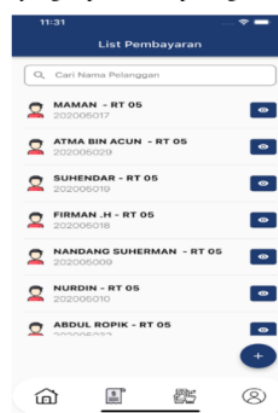 11:31
List Pembayaran
Cari Nama Pelanggan
MAMAN - RT 05
202005017
ATMA BIN ACUN - RT 05
202005029
SUHENDAR - RT 05
202005019
FIRMAN .H - RT 05
202005018
NANDANG SUHERMAN - RT 05
202005009
NURDIN - RT 05
202005010
ABDUL ROPIK - RT 05